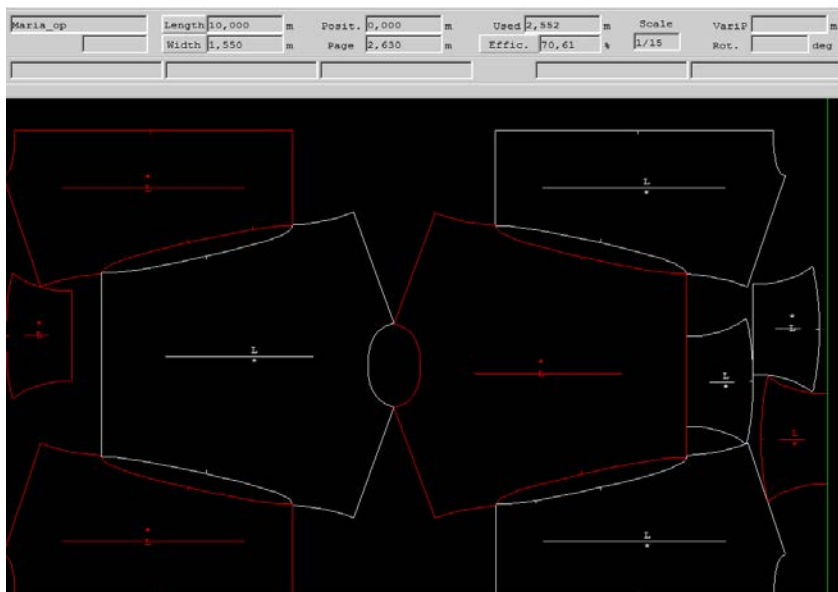 Maria_op Length 10,000 m Posit. 0,000 m Used 2,552 m Scale VariP m
Width 1,550 m Page 2,630 m Effic. 70,61 % 1/15 Rot. deg
L
*
L
*
L
*
L
*
L
*
L
*
L
*
L
*
L
*
L
*
L
*